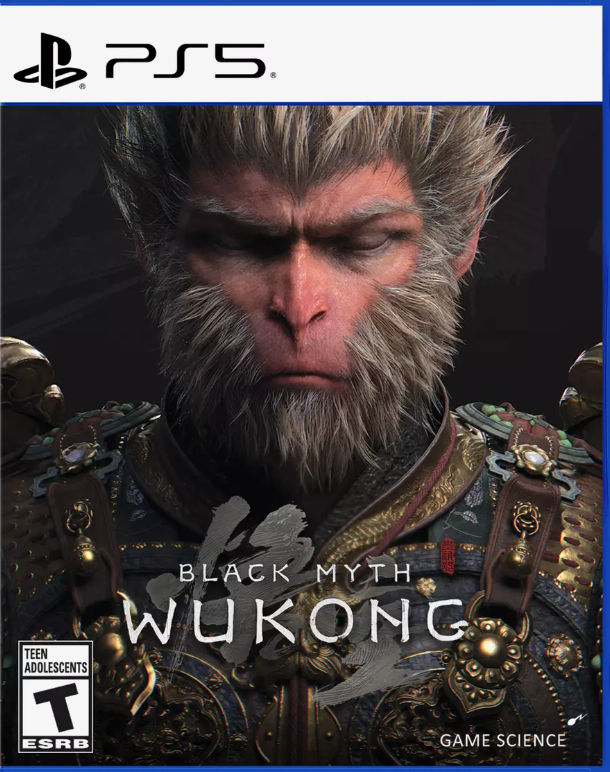 PS5
BLACK MYTH
WUKONG
TEEN
ADOLESCENTS
T
ESRB
GAME SCIENCE